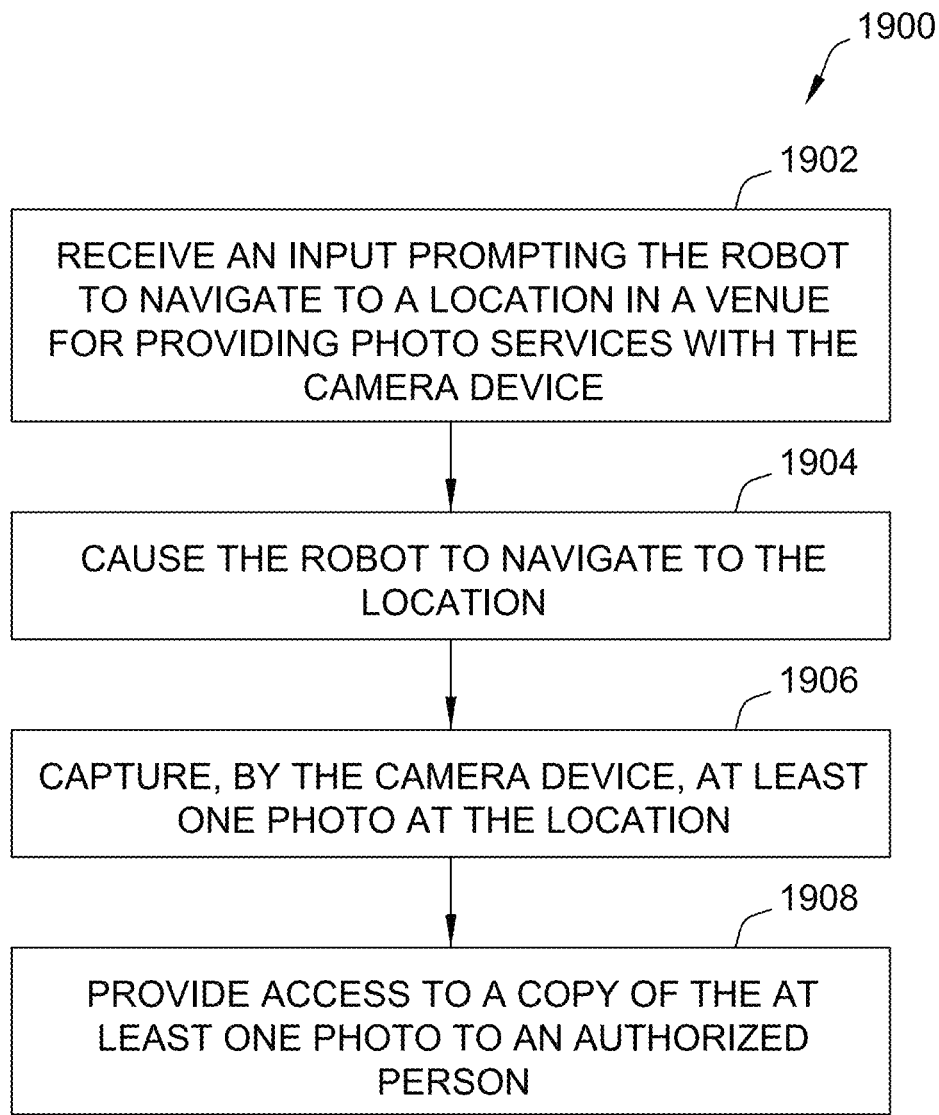 1900
1902
RECEIVE AN INPUT PROMPTING THE ROBOT
TO NAVIGATE TO A LOCATION IN A VENUE
FOR PROVIDING PHOTO SERVICES WITH THE
CAMERA DEVICE
1904
CAUSE THE ROBOT TO NAVIGATE TO THE
LOCATION
1906
CAPTURE, BY THE CAMERA DEVICE, AT LEAST
ONE PHOTO AT THE LOCATION
1908
PROVIDE ACCESS TO A COPY OF THE AT
LEAST ONE PHOTO TO AN AUTHORIZED
PERSON